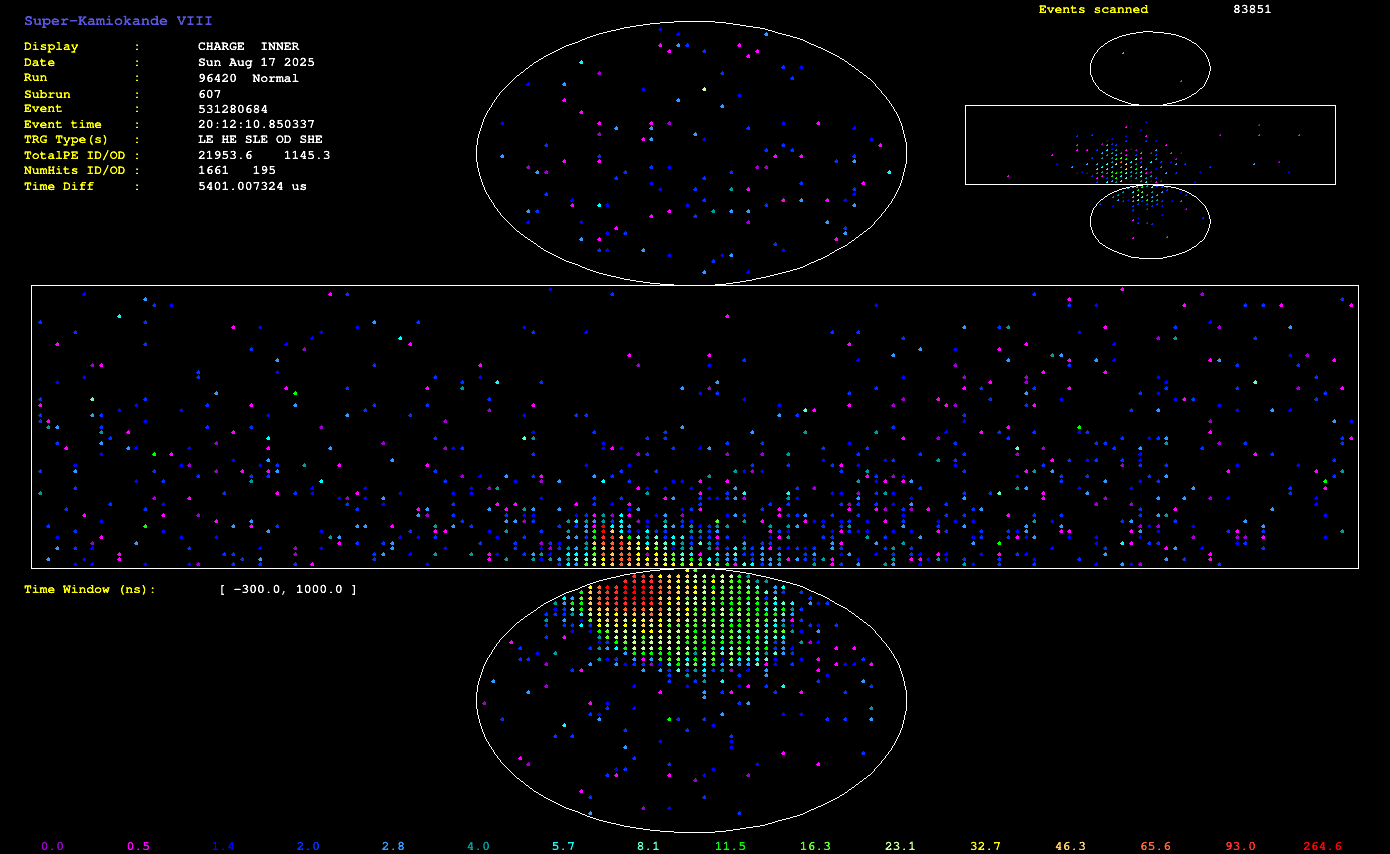 Super-Kamiokande VIII
Events scanned 83851
Display : CHARGE INNER
Date : Sun Aug 17 2025
Run : 96420 Normal
Subrun : 607
Event : 531280684
Event time : 20:12:10.850337
TRG Type(s) : LE HE SLE OD SHE
TotalPE ID/OD : 21953.6 1145.3
NumHits ID/OD : 1661 195
Time Diff : 5401.007324 us
Time Window (ns): [ -300.0, 1000.0 ]
0.0 0.5 1.4 2.0 2.8 4.0 5.7 8.1 11.5 16.3 23.1 32.7 46.3 65.6 93.0 264.6